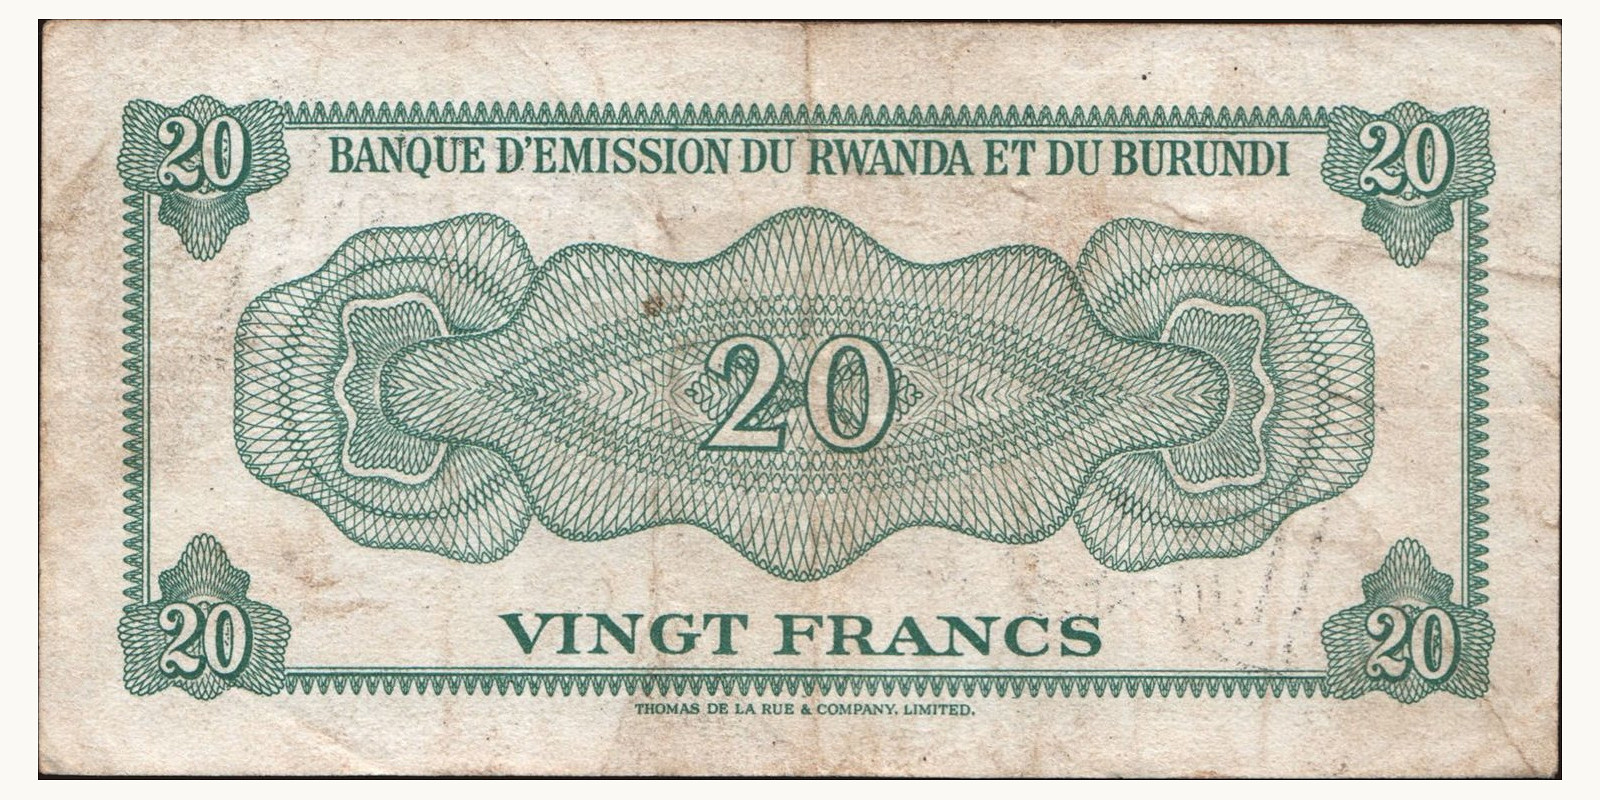 20 20
BANQUE D'EMISSION DU RWANDA ET DU BURUNDI
20
VINGT FRANCS
20 20
THOMAS DE LA RUE & COMPANY, LIMITED.